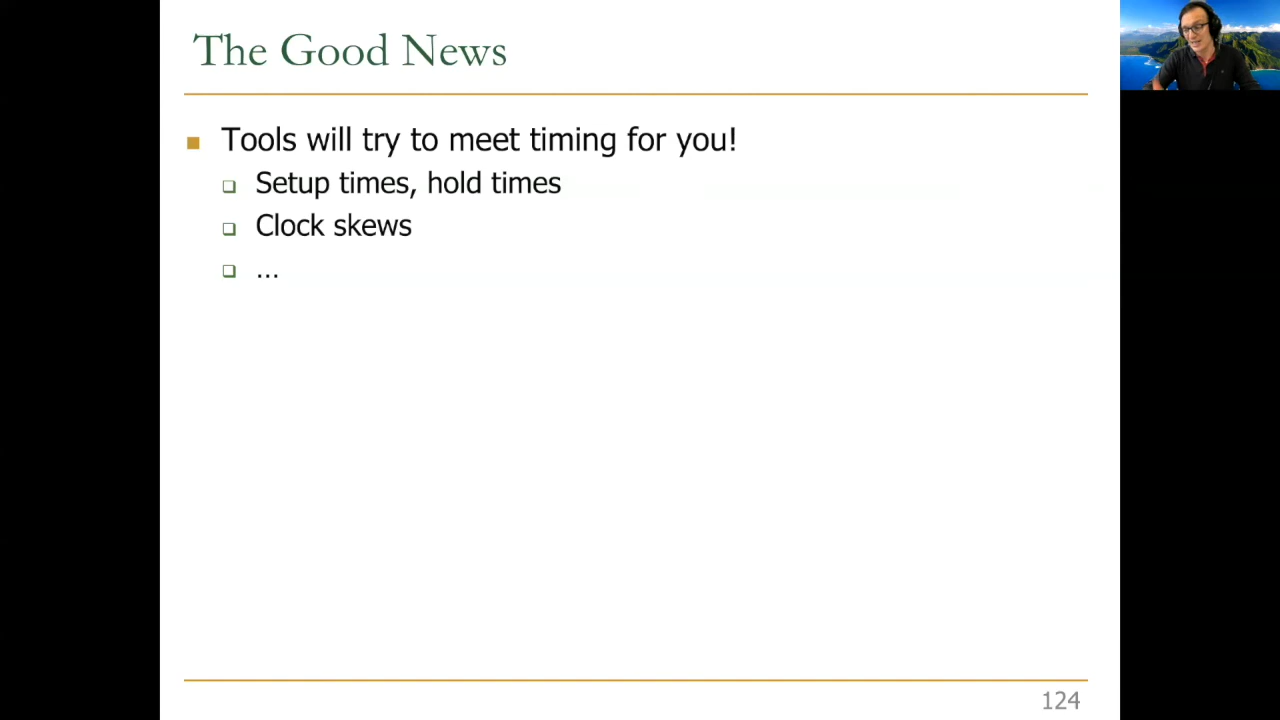 The Good News
Tools will try to meet timing for you!
Setup times, hold times
Clock skews
…
124